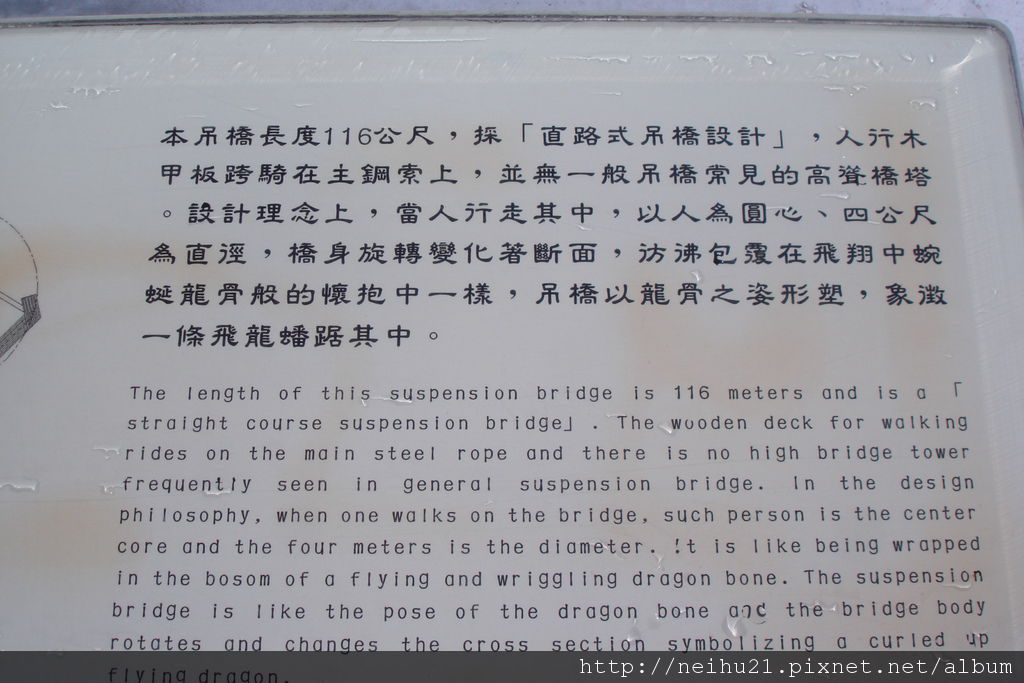 本吊橋長度116公尺，採「直路式吊橋設計」，人行木
甲板跨騎在主鋼索上，並無一般吊橋常見的高聳橋塔
。設計理念上，當人行走其中，以人為圓心、四公尺
為直徑，橋身旋轉變化著斷面，彷彿包覆在飛翔中蜿
蜒龍骨般的懷抱中一樣，吊橋以龍骨之姿形塑，象徵
一條飛龍蟠踞其中。
The length of this suspension bridge is 116 meters and is a「
straight course suspension bridge」. The wooden deck for walking
rides on the main steel rope and there is no high bridge tower
frequently seen in general suspension bridge. In the design
philosophy, when one walks on the bridge, such person is the center
core and the four meters is the diameter. It is like being wrapped
in the bosom of a flying and wriggling dragon bone. The suspension
bridge is like the pose of the dragon bone and the bridge body
rotates and changes the cross section symbolizing a curled up
flying dragon.
http://neihu21.pixnet.net/album